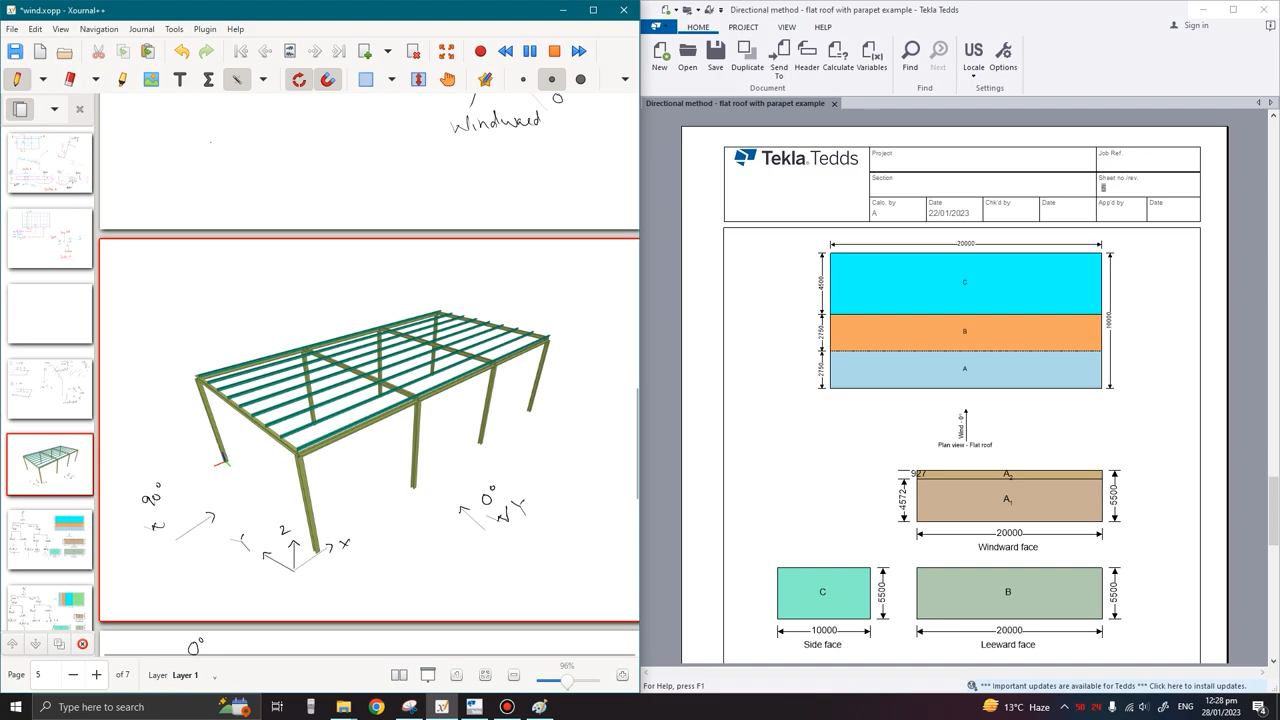 *wind.xopp - Xournal++
File Edit View Navigation Journal Tools Plugin Help
Windward
0
90°
x
Y
Z
x
0°
Y
0°
Page 5 of 7 Layer Layer 1
96%
Directional method - flat roof with parapet example - Tekla Tedds
HOME PROJECT VIEW HELP
Sign in
New Open Save Duplicate Send To Header Calculate Variables Find Next Locale Options
US
Document Find Settings
Directional method - flat roof with parapet example
Tekla Tedds
Project
Job Ref.
Section
Sheet no./rev.
Calc. by
A
Date
22/01/2023
Chk'd by
Date
App'd by
Date
20000
4500
C
2750
B
2750
A
10000
Wind - 0°
Plan view - Flat roof
927
A2
4572
A1
5500
20000
Windward face
C
5500
10000
Side face
B
5500
20000
Leeward face
For Help, press F1
*** Important updates are available for Tedds *** Click here to install updates.
Type here to search
13°C Haze
50 24
12:28 pm
28/01/2023